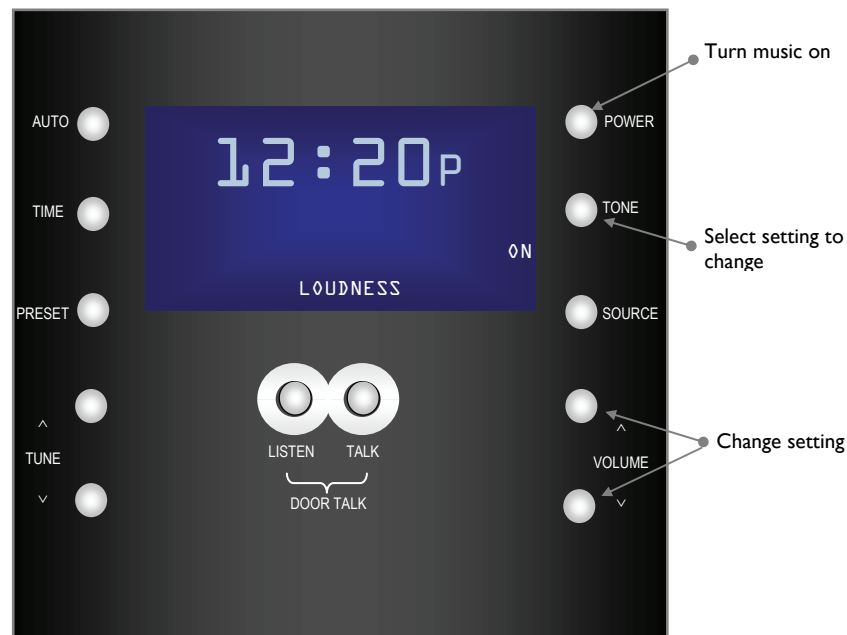 Turn music on
AUTO
POWER
12:20P
TIME
TONE
Select setting to
change
ON
LOUDNESS
PRESET
SOURCE
^
TUNE
v
LISTEN TALK
DOOR TALK
^
VOLUME
v
Change setting